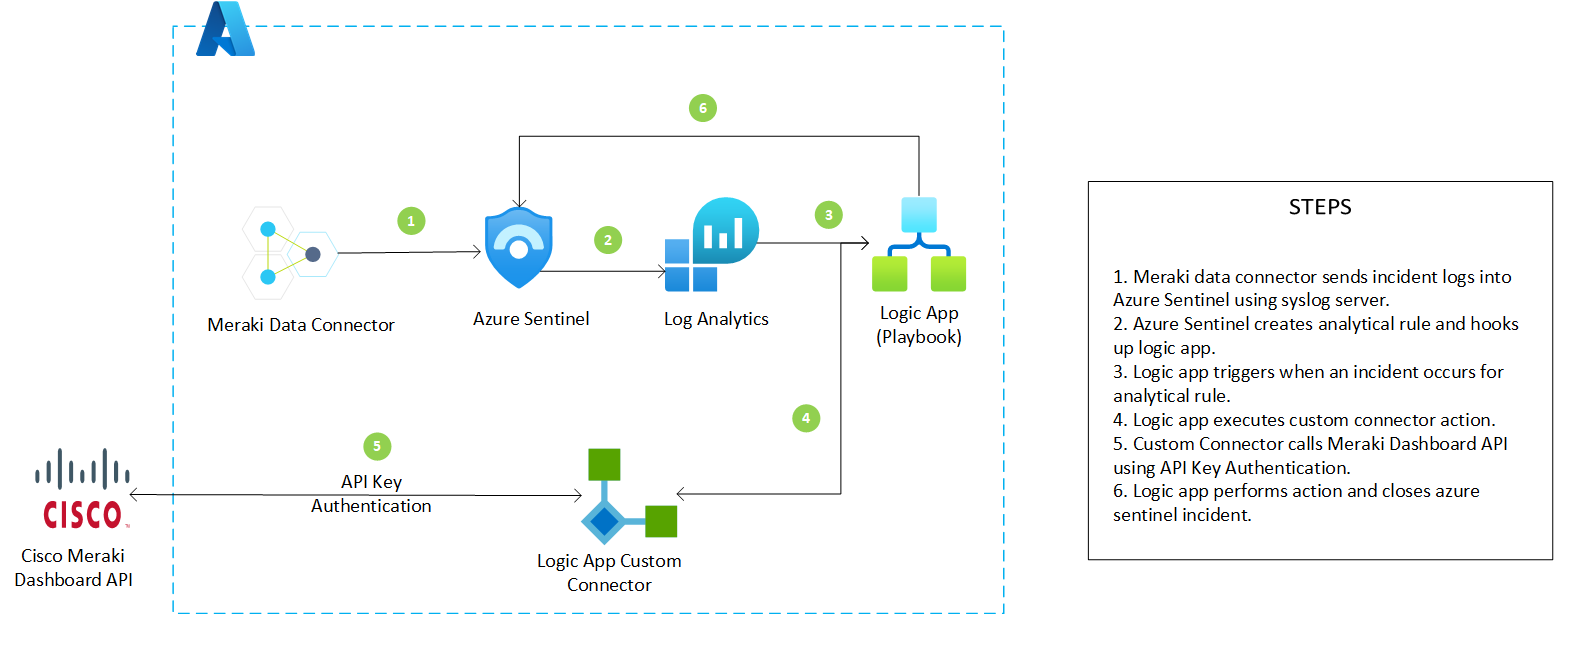 6
1
2
3
Meraki Data Connector
Azure Sentinel
Log Analytics
Logic App
(Playbook)
4
5
API Key
Authentication
CISCO
TM
Cisco Meraki
Dashboard API
Logic App Custom
Connector
STEPS
1. Meraki data connector sends incident logs into
Azure Sentinel using syslog server.
2. Azure Sentinel creates analytical rule and hooks
up logic app.
3. Logic app triggers when an incident occurs for
analytical rule.
4. Logic app executes custom connector action.
5. Custom Connector calls Meraki Dashboard API
using API Key Authentication.
6. Logic app performs action and closes azure
sentinel incident.